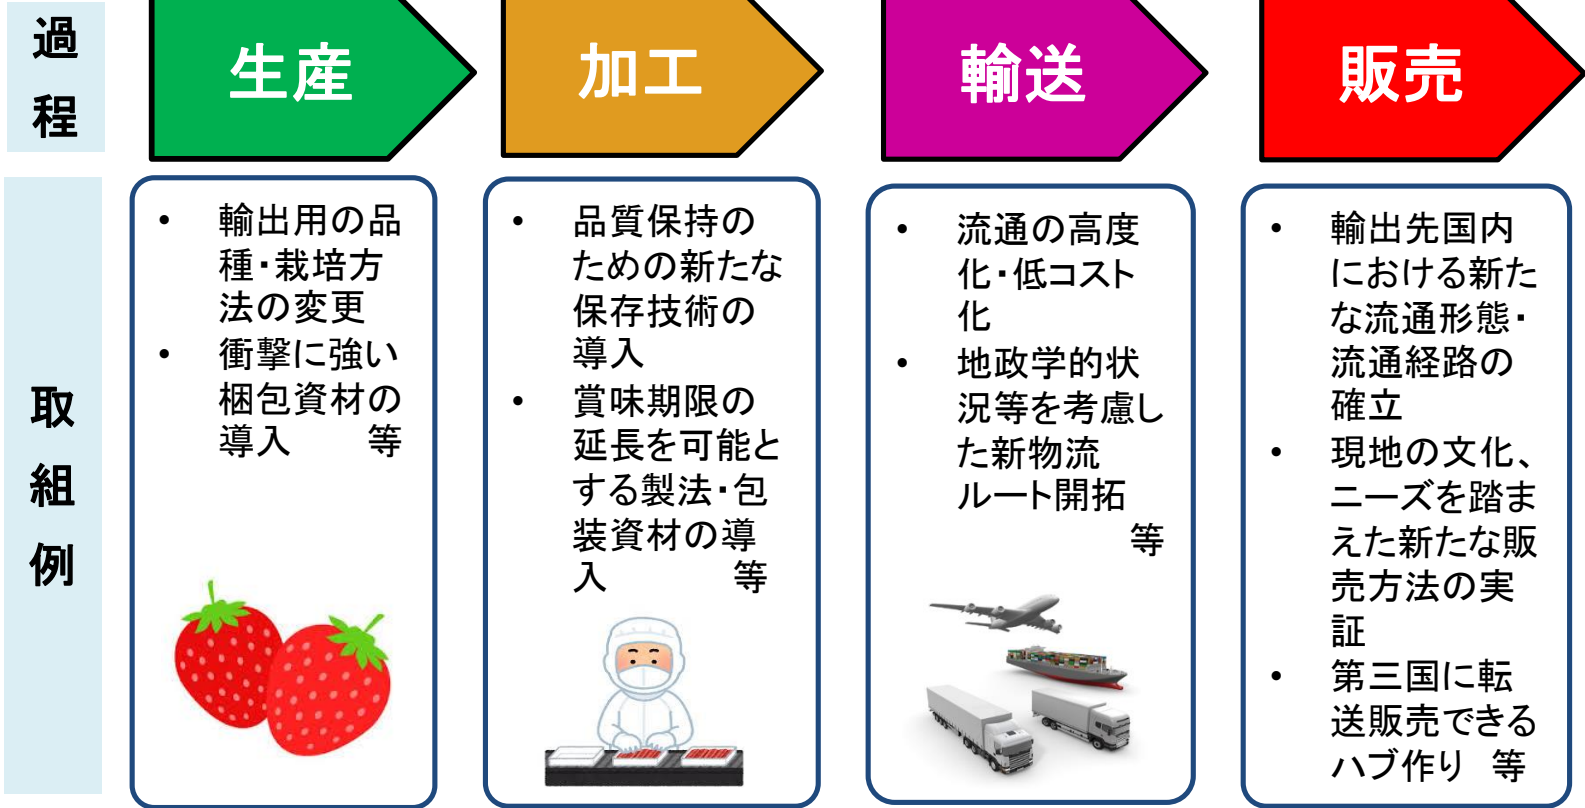 過程
生産
加工
輸送
販売
取組例
• 輸出用の品
種・栽培方
法の変更
• 衝撃に強い
梱包資材の
導入　　等
• 品質保持の
ための新たな
保存技術の
導入
• 賞味期限の
延長を可能と
する製法・包
装資材の導
入　　　等
• 流通の高度
化・低コスト
化
• 地政学的状
況等を考慮し
た新物流
ルート開拓
等
• 輸出先国内
における新た
な流通形態・
流通経路の
確立
• 現地の文化、
ニーズを踏ま
えた新たな販
売方法の実
証
• 第三国に転
送販売できる
ハブ作り　等